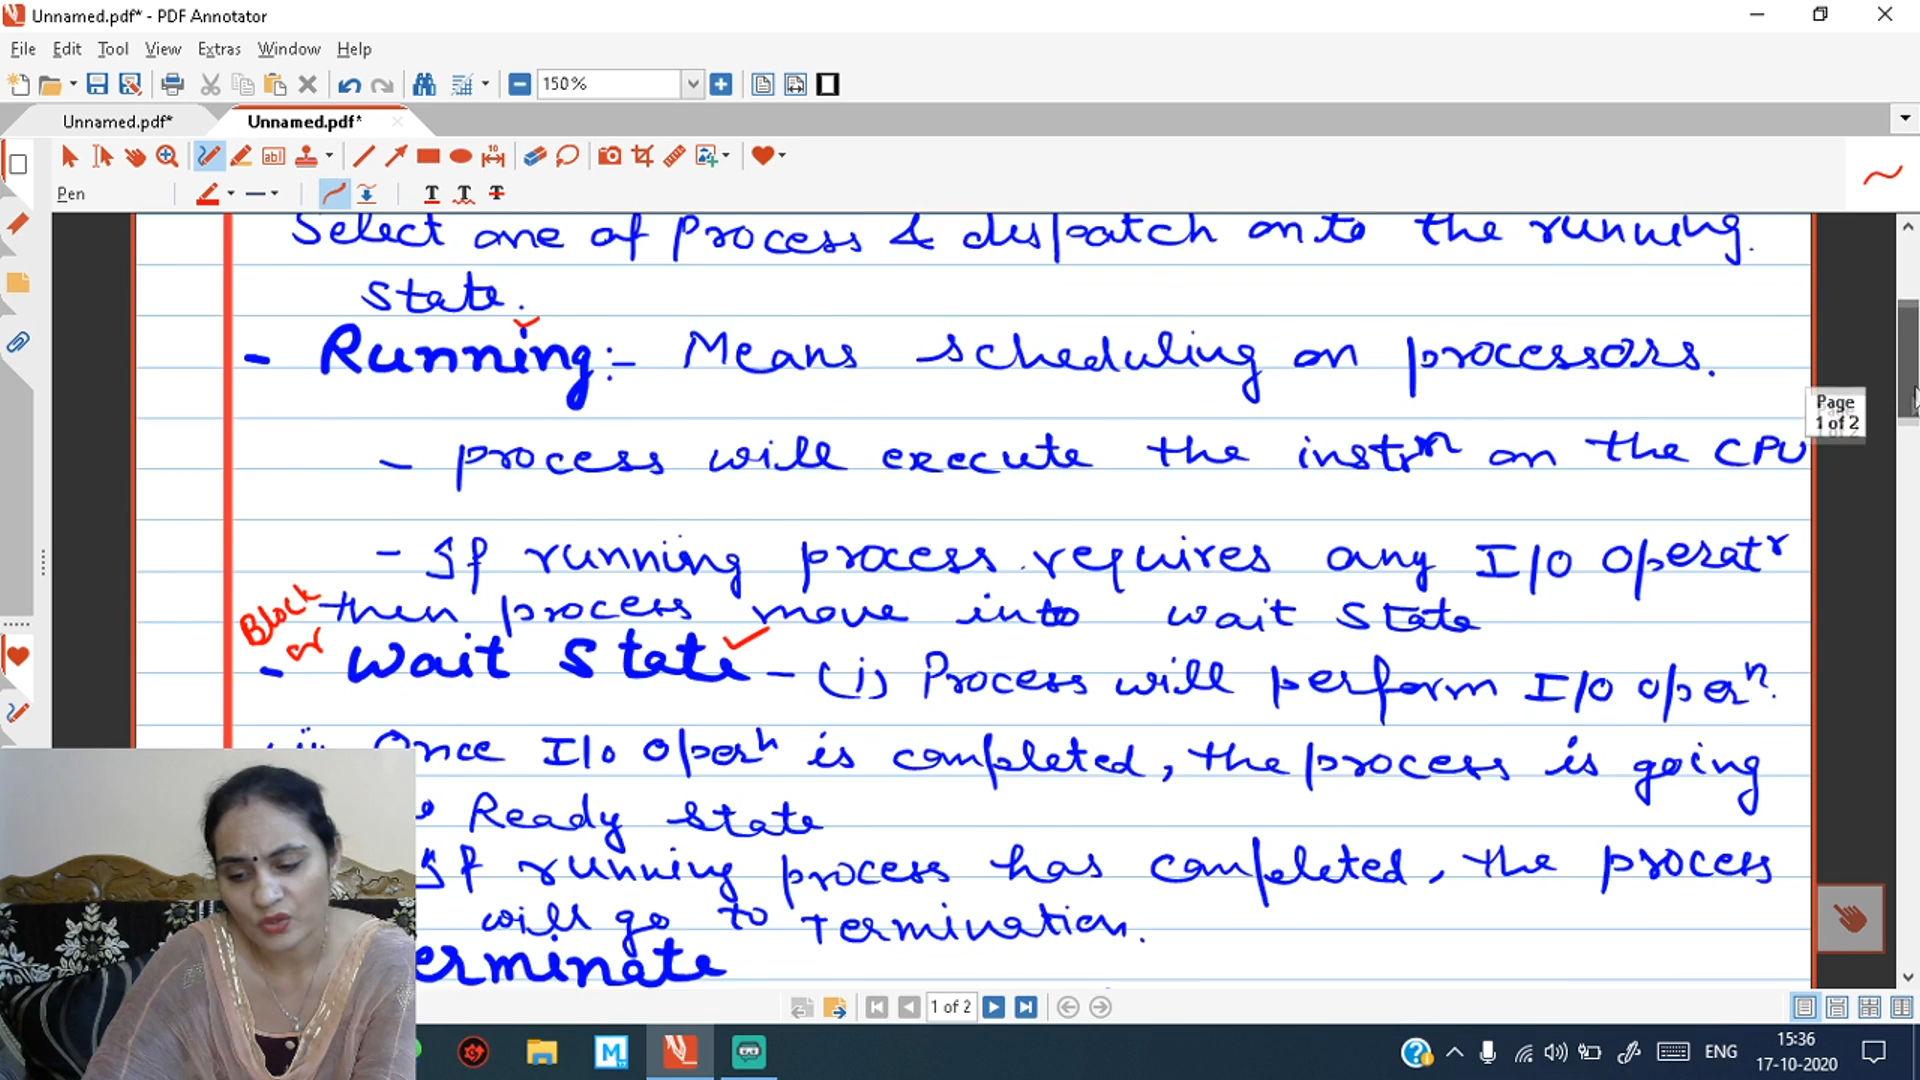 Unnamed.pdf* - PDF Annotator
File Edit Tool View Extras Window Help
150%
Unnamed.pdf* Unnamed.pdf*
Pen
Select one of Process & dispatch onto the running
state.
- Running:- Means scheduling on processors.
- process will execute the instrn on the CPU
- If running process requires any I/O operatr
then process move into wait state
Block
or
- Wait State - (i) Process will perform I/O opern.
ii Once I/O opern is completed, the process is going
Ready state
If running process has completed, the process
will go to Termination.
erminate
Page
1 of 2
1 of 2
ENG
15:36
17-10-2020